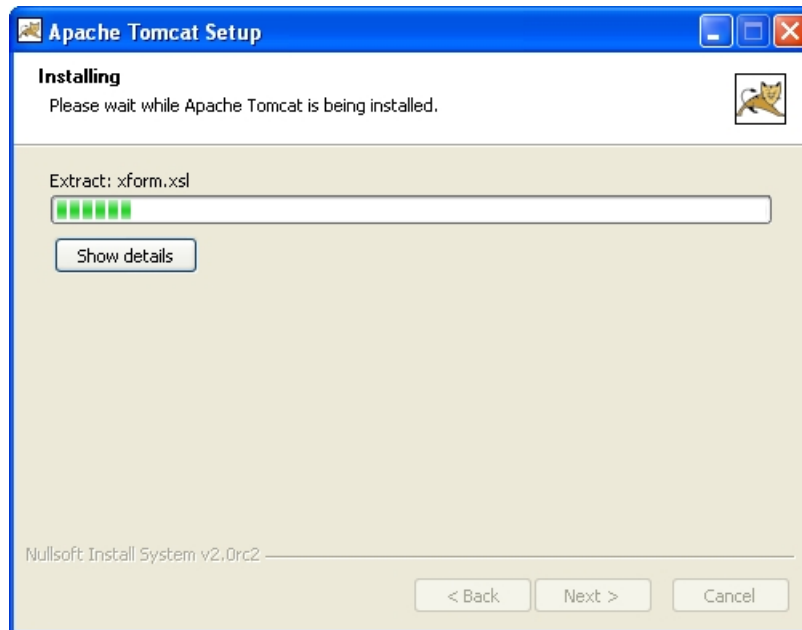 Apache Tomcat Setup
Installing
Please wait while Apache Tomcat is being installed.
Extract: xform.xsl
Show details
Nullsoft Install System v2.0rc2
< Back Next > Cancel